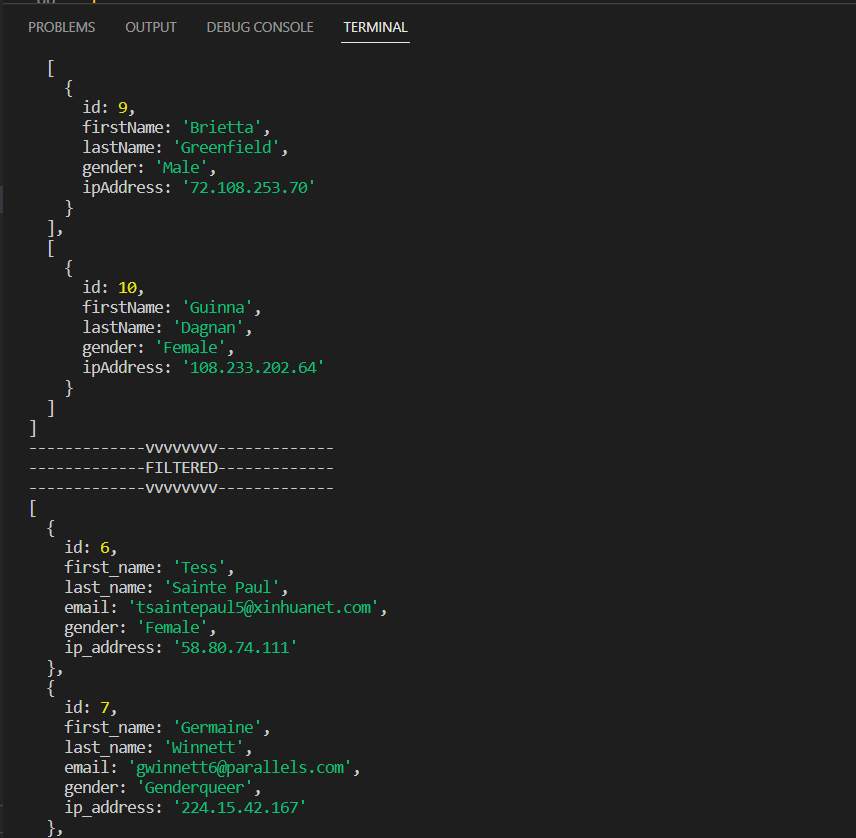 PROBLEMS OUTPUT DEBUG CONSOLE TERMINAL
[
{
id: 9,
firstName: 'Brietta',
lastName: 'Greenfield',
gender: 'Male',
ipAddress: '72.108.253.70'
}
],
[
{
id: 10,
firstName: 'Guinna',
lastName: 'Dagnan',
gender: 'Female',
ipAddress: '108.233.202.64'
}
]
]
-------------vvvvvvvv-------------
-------------FILTERED-------------
-------------vvvvvvvv-------------
[
{
id: 6,
first_name: 'Tess',
last_name: 'Sainte Paul',
email: 'tsaintepaul5@xinhuanet.com',
gender: 'Female',
ip_address: '58.80.74.111'
},
{
id: 7,
first_name: 'Germaine',
last_name: 'Winnett',
email: 'gwinnett6@parallels.com',
gender: 'Genderqueer',
ip_address: '224.15.42.167'
},